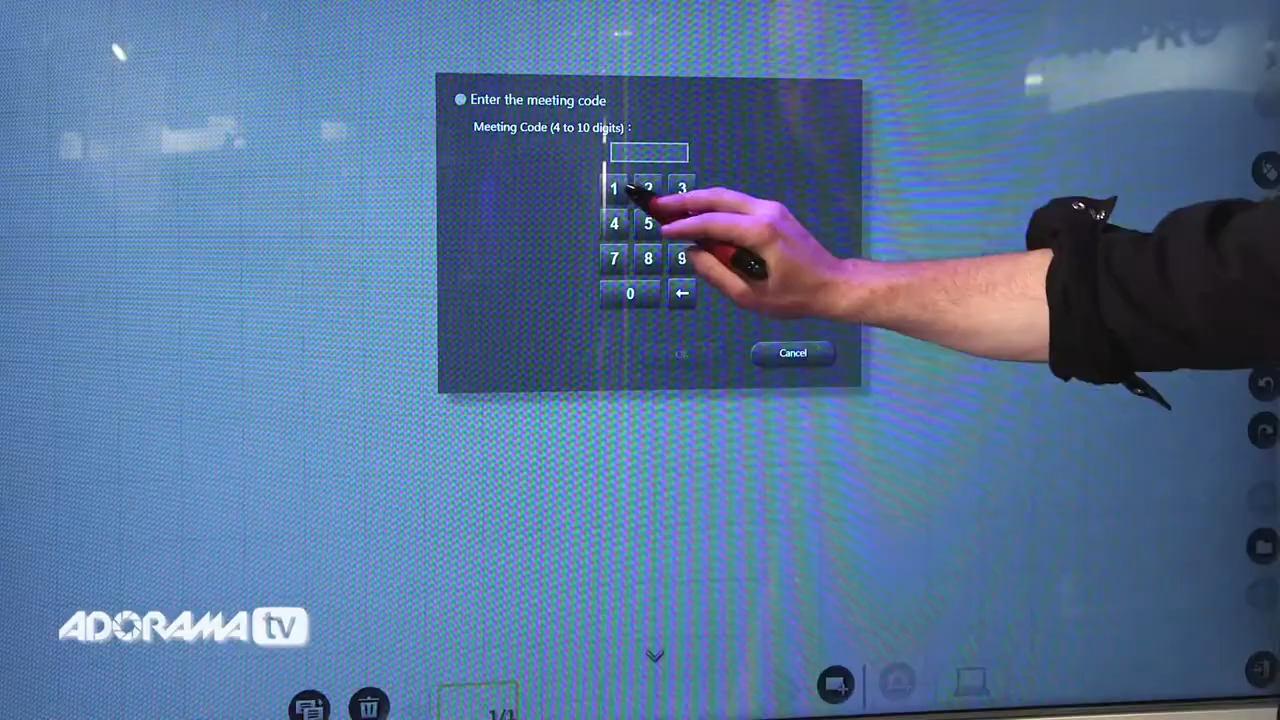 PRO
Enter the meeting code
Meeting Code (4 to 10 digits) :
1 2 3
4 5
7 8 9
0 ←
OK
Cancel
ADORAMA tv
1/1